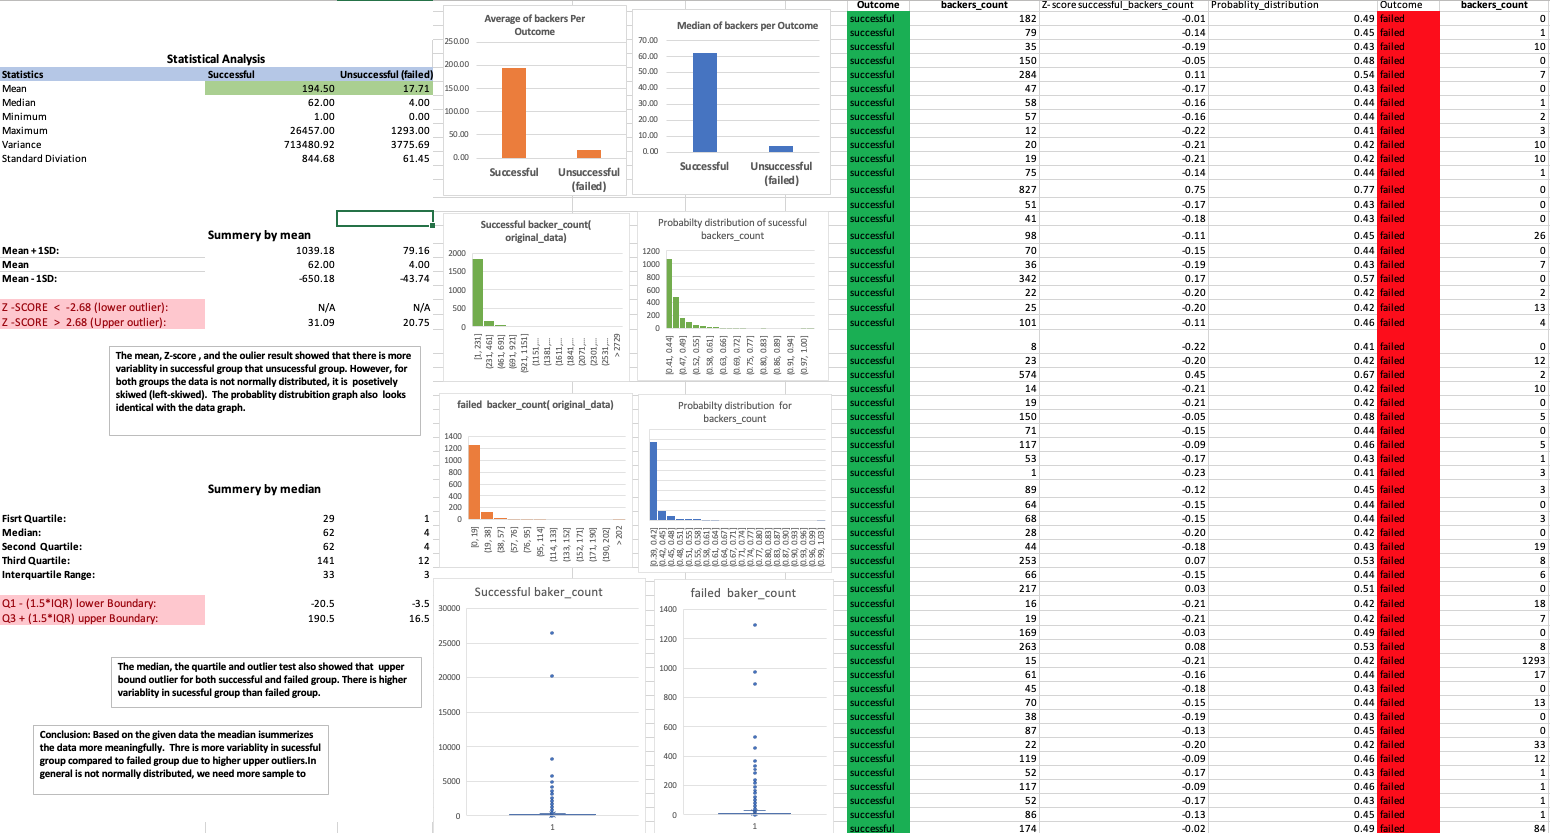 Statistical Analysis
Statistics Successful Unsuccessful (failed)
Mean 194.50 17.71
Median 62.00 4.00
Minimum 1.00 0.00
Maximum 26457.00 1293.00
Variance 713480.92 3775.69
Standard Diviation 844.68 61.45
Summery by mean
Mean + 1SD: 1039.18 79.16
Mean 62.00 4.00
Mean - 1SD: -650.18 -43.74
Z -SCORE < -2.68 (lower outlier): N/A N/A
Z -SCORE > 2.68 (Upper outlier): 31.09 20.75
The mean, Z-score , and the oulier result showed that there is more
variablity in successful group that unsucessful group. However, for
both groups the data is not normally distributed, it is posetively
skiwed (left-skiwed). The probablity distrubition graph also looks
identical with the data graph.
Summery by median
Fisrt Quartile: 29 1
Median: 62 4
Second Quartile: 62 4
Third Quartile: 141 12
Interquartile Range: 33 3
Q1 - (1.5*IQR) lower Boundary: -20.5 -3.5
Q3 + (1.5*IQR) upper Boundary: 190.5 16.5
The median, the quartile and outlier test also showed that upper
bound outlier for both successful and failed group. There is higher
variablity in sucessful group than failed group.
Conclusion: Based on the given data the meadian isummerizes
the data more meaningfully. Thre is more variablity in sucessful
group compared to failed group due to higher upper outliers.In
general is not normally distributed, we need more sample to
Average of backers Per
Outcome
250.00
200.00
150.00
100.00
50.00
0.00
Successful Unsuccessful
(failed)
Median of backers per Outcome
70.00
60.00
50.00
40.00
30.00
20.00
10.00
0.00
Successful Unsuccessful
(failed)
Successful backer_count(
original_data)
2000
1500
1000
500
0
[1, 231]
(231, 461]
(461, 691]
(691, 921]
(921, 1151]
(1151,...
(1381,...
(1611,...
(1841,...
(2071,...
(2301,...
(2531,...
> 2729
Probabilty distribution of sucessful
backers_count
1200
1000
800
600
400
200
0
[0.41, 0.44]
(0.47, 0.49]
(0.52, 0.55]
(0.58, 0.61]
(0.63, 0.66]
(0.69, 0.72]
(0.75, 0.77]
(0.80, 0.83]
(0.86, 0.89]
(0.91, 0.94]
(0.97, 1.00]
failed backer_count( original_data)
1400
1200
1000
800
600
400
200
0
[0, 19]
(19, 38]
(38, 57]
(57, 76]
(76, 95]
(95, 114]
(114, 133]
(133, 152]
(152, 171]
(171, 190]
(190, 202]
> 202
Probabilty distribution for
backers_count
[0.39, 0.42]
(0.42, 0.45]
(0.45, 0.48]
(0.48, 0.51]
(0.51, 0.55]
(0.55, 0.58]
(0.58, 0.61]
(0.61, 0.64]
(0.64, 0.67]
(0.67, 0.71]
(0.71, 0.74]
(0.74, 0.77]
(0.77, 0.80]
(0.80, 0.83]
(0.83, 0.87]
(0.87, 0.90]
(0.90, 0.93]
(0.93, 0.96]
(0.96, 0.99]
(0.99, 1.03]
Successful baker_count
30000
25000
20000
15000
10000
5000
0
1
failed baker_count
1400
1200
1000
800
600
400
200
0
1
Outcome backers_count Z- score successful_backers_count Probablity_distribution Outcome backers_count
successful 182 -0.01 0.49 failed 0
successful 79 -0.14 0.45 failed 1
successful 35 -0.19 0.43 failed 10
successful 150 -0.05 0.48 failed 0
successful 284 0.11 0.54 failed 7
successful 47 -0.17 0.43 failed 0
successful 58 -0.16 0.44 failed 1
successful 57 -0.16 0.44 failed 2
successful 12 -0.22 0.41 failed 3
successful 20 -0.21 0.42 failed 10
successful 19 -0.21 0.42 failed 10
successful 75 -0.14 0.44 failed 1
successful 827 0.75 0.77 failed 0
successful 51 -0.17 0.43 failed 0
successful 41 -0.18 0.43 failed 0
successful 98 -0.11 0.45 failed 26
successful 70 -0.15 0.44 failed 0
successful 36 -0.19 0.43 failed 7
successful 342 0.17 0.57 failed 0
successful 22 -0.20 0.42 failed 2
successful 25 -0.20 0.42 failed 13
successful 101 -0.11 0.46 failed 4
successful 8 -0.22 0.41 failed 0
successful 23 -0.20 0.42 failed 12
successful 574 0.45 0.67 failed 2
successful 14 -0.21 0.42 failed 10
successful 19 -0.21 0.42 failed 0
successful 150 -0.05 0.48 failed 5
successful 71 -0.15 0.44 failed 0
successful 117 -0.09 0.46 failed 5
successful 53 -0.17 0.43 failed 1
successful 1 -0.23 0.41 failed 3
successful 89 -0.12 0.45 failed 3
successful 64 -0.15 0.44 failed 0
successful 68 -0.15 0.44 failed 3
successful 28 -0.20 0.42 failed 0
successful 44 -0.18 0.43 failed 19
successful 253 0.07 0.53 failed 8
successful 66 -0.15 0.44 failed 6
successful 217 0.03 0.51 failed 0
successful 16 -0.21 0.42 failed 18
successful 19 -0.21 0.42 failed 7
successful 169 -0.03 0.49 failed 0
successful 263 0.08 0.53 failed 8
successful 15 -0.21 0.42 failed 1293
successful 61 -0.16 0.44 failed 17
successful 45 -0.18 0.43 failed 0
successful 70 -0.15 0.44 failed 13
successful 38 -0.19 0.43 failed 0
successful 87 -0.13 0.45 failed 0
successful 22 -0.20 0.42 failed 33
successful 119 -0.09 0.46 failed 12
successful 52 -0.17 0.43 failed 1
successful 117 -0.09 0.46 failed 1
successful 52 -0.17 0.43 failed 1
successful 86 -0.13 0.45 failed 1
successful 174 -0.02 0.49 failed 84